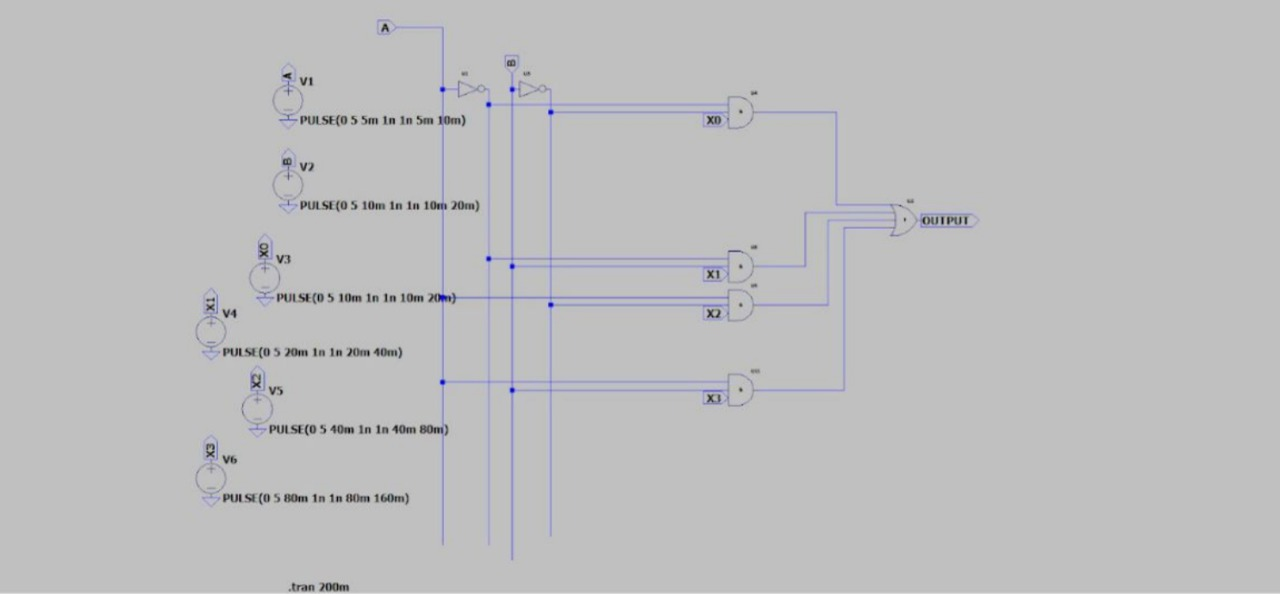 A
B
A
V1
PULSE(0 5 5m 1n 1n 5m 10m)
X0
B
V2
PULSE(0 5 10m 1n 1n 10m 20m)
OUTPUT
X0
V3
X1
PULSE(0 5 10m 1n 1n 10m 20m)
X1
V4
X2
PULSE(0 5 20m 1n 1n 20m 40m)
X2
V5
X3
PULSE(0 5 40m 1n 1n 40m 80m)
X3
V6
PULSE(0 5 80m 1n 1n 80m 160m)
.tran 200m